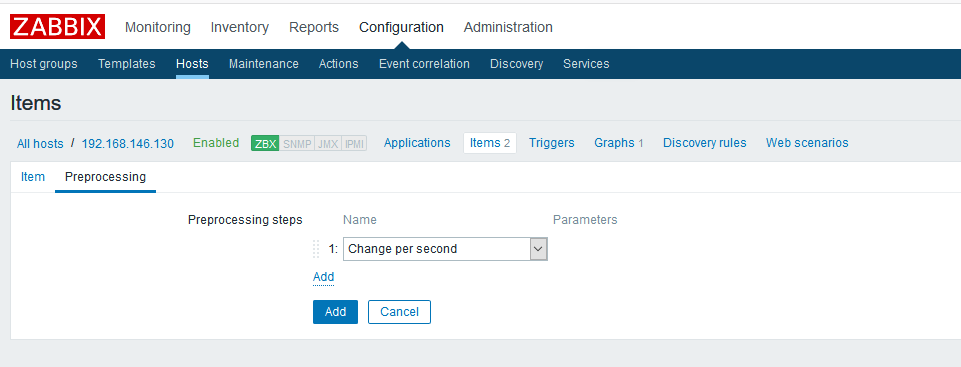 ZABBIX Monitoring Inventory Reports Configuration Administration
Host groups Templates Hosts Maintenance Actions Event correlation Discovery Services
Items
All hosts / 192.168.146.130 Enabled ZBX SNMP JMX IPMI Applications Items 2 Triggers Graphs 1 Discovery rules Web scenarios
Item Preprocessing
Preprocessing steps Name Parameters
1: Change per second
Add
Add Cancel